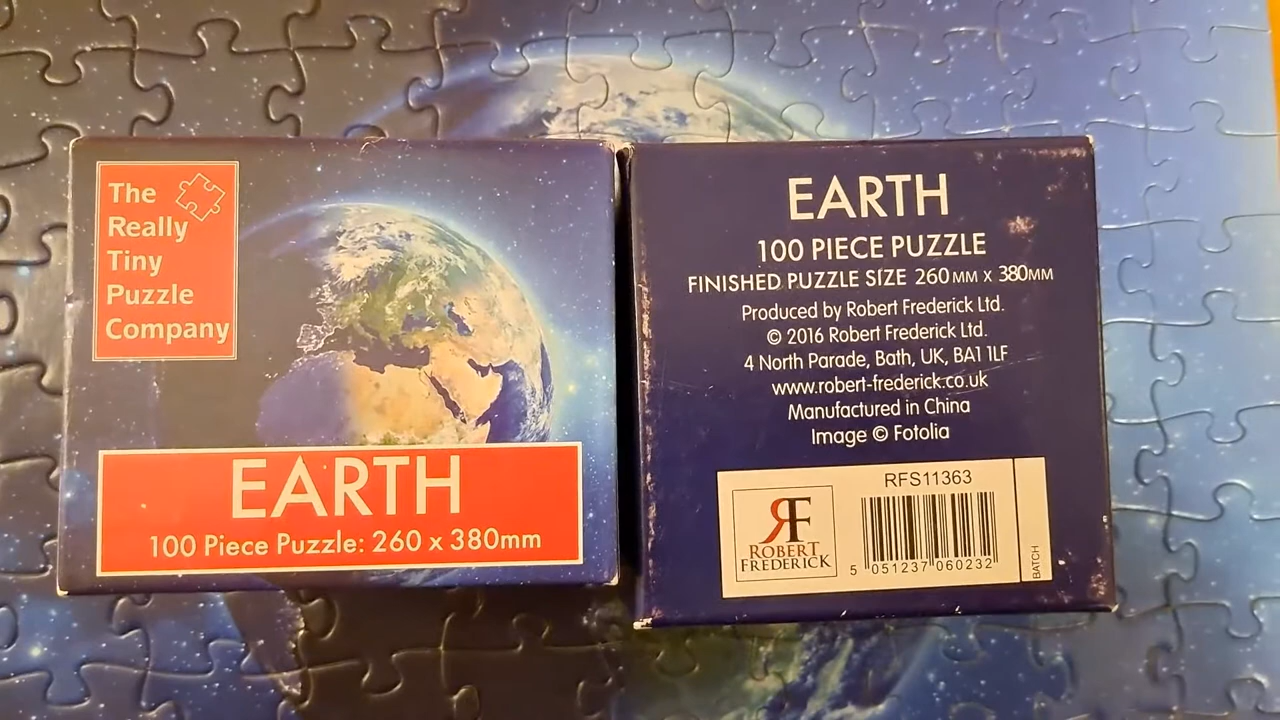 The
Really
Tiny
Puzzle
Company
EARTH
100 Piece Puzzle: 260 x 380mm
EARTH
100 PIECE PUZZLE
FINISHED PUZZLE SIZE 260MM X 380MM
Produced by Robert Frederick Ltd.
© 2016 Robert Frederick Ltd.
4 North Parade, Bath, UK, BA1 1LF
www.robert-frederick.co.uk
Manufactured in China
Image © Fotolia
RFS11363
RF
ROBERT
FREDERICK
5 051237 060232
BATCH